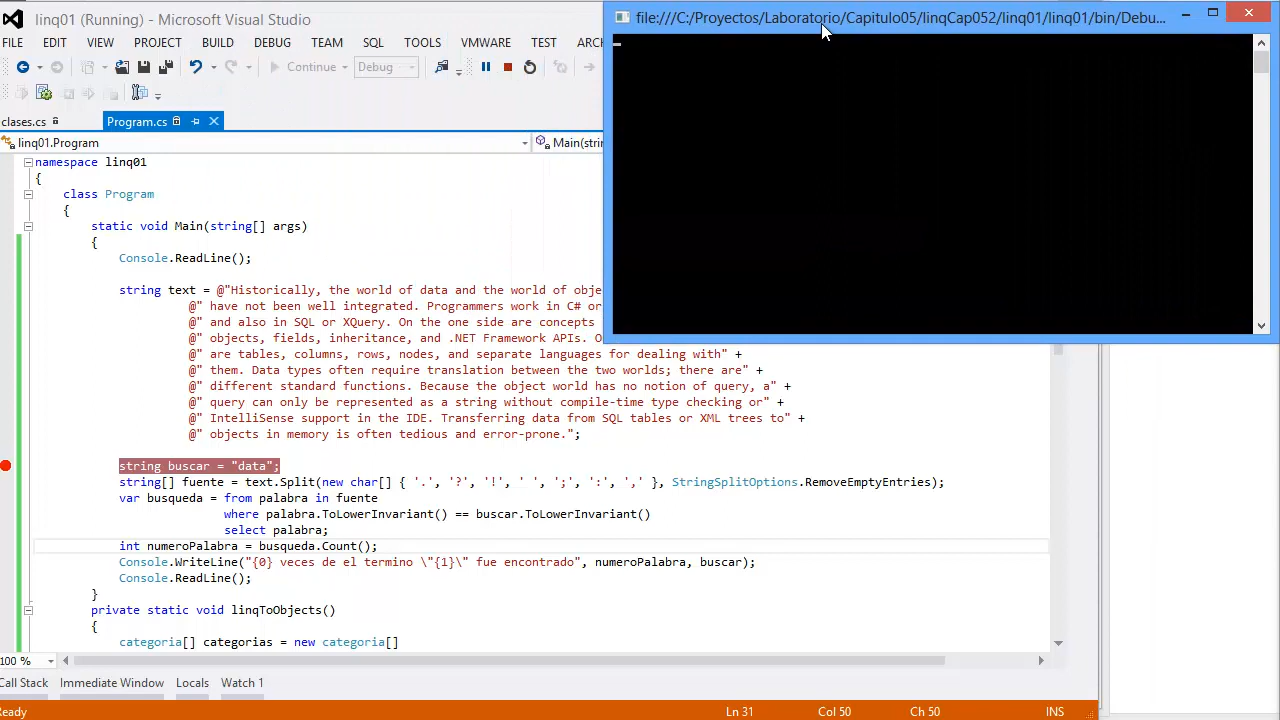 linq01 (Running) - Microsoft Visual Studio
file:///C:/Proyectos/Laboratorio/Capitulo05/linqCap052/linq01/linq01/bin/Debu...
FILE EDIT VIEW PROJECT BUILD DEBUG TEAM SQL TOOLS VMWARE TEST
Continue Debug
clases.cs Program.cs
linq01.Program Main(strin
namespace linq01
{
class Program
{
static void Main(string[] args)
{
Console.ReadLine();
string text = @"Historically, the world of data and the world of obje
@" have not been well integrated. Programmers work in C# or
@" and also in SQL or XQuery. On the one side are concepts
@" objects, fields, inheritance, and .NET Framework APIs. O
@" are tables, columns, rows, nodes, and separate languages for dealing with" +
@" them. Data types often require translation between the two worlds; there are" +
@" different standard functions. Because the object world has no notion of query, a" +
@" query can only be represented as a string without compile-time type checking or" +
@" IntelliSense support in the IDE. Transferring data from SQL tables or XML trees to" +
@" objects in memory is often tedious and error-prone.";
string buscar = "data";
string[] fuente = text.Split(new char[] { '.', '?', '!', ' ', ';', ':', ',' }, StringSplitOptions.RemoveEmptyEntries);
var busqueda = from palabra in fuente
where palabra.ToLowerInvariant() == buscar.ToLowerInvariant()
select palabra;
int numeroPalabra = busqueda.Count();
Console.WriteLine("{0} veces de el termino \"{1}\" fue encontrado", numeroPalabra, buscar);
Console.ReadLine();
}
private static void linqToObjects()
{
categoria[] categorias = new categoria[]
100 %
Call Stack Immediate Window Locals Watch 1
Ready Ln 31 Col 50 Ch 50 INS